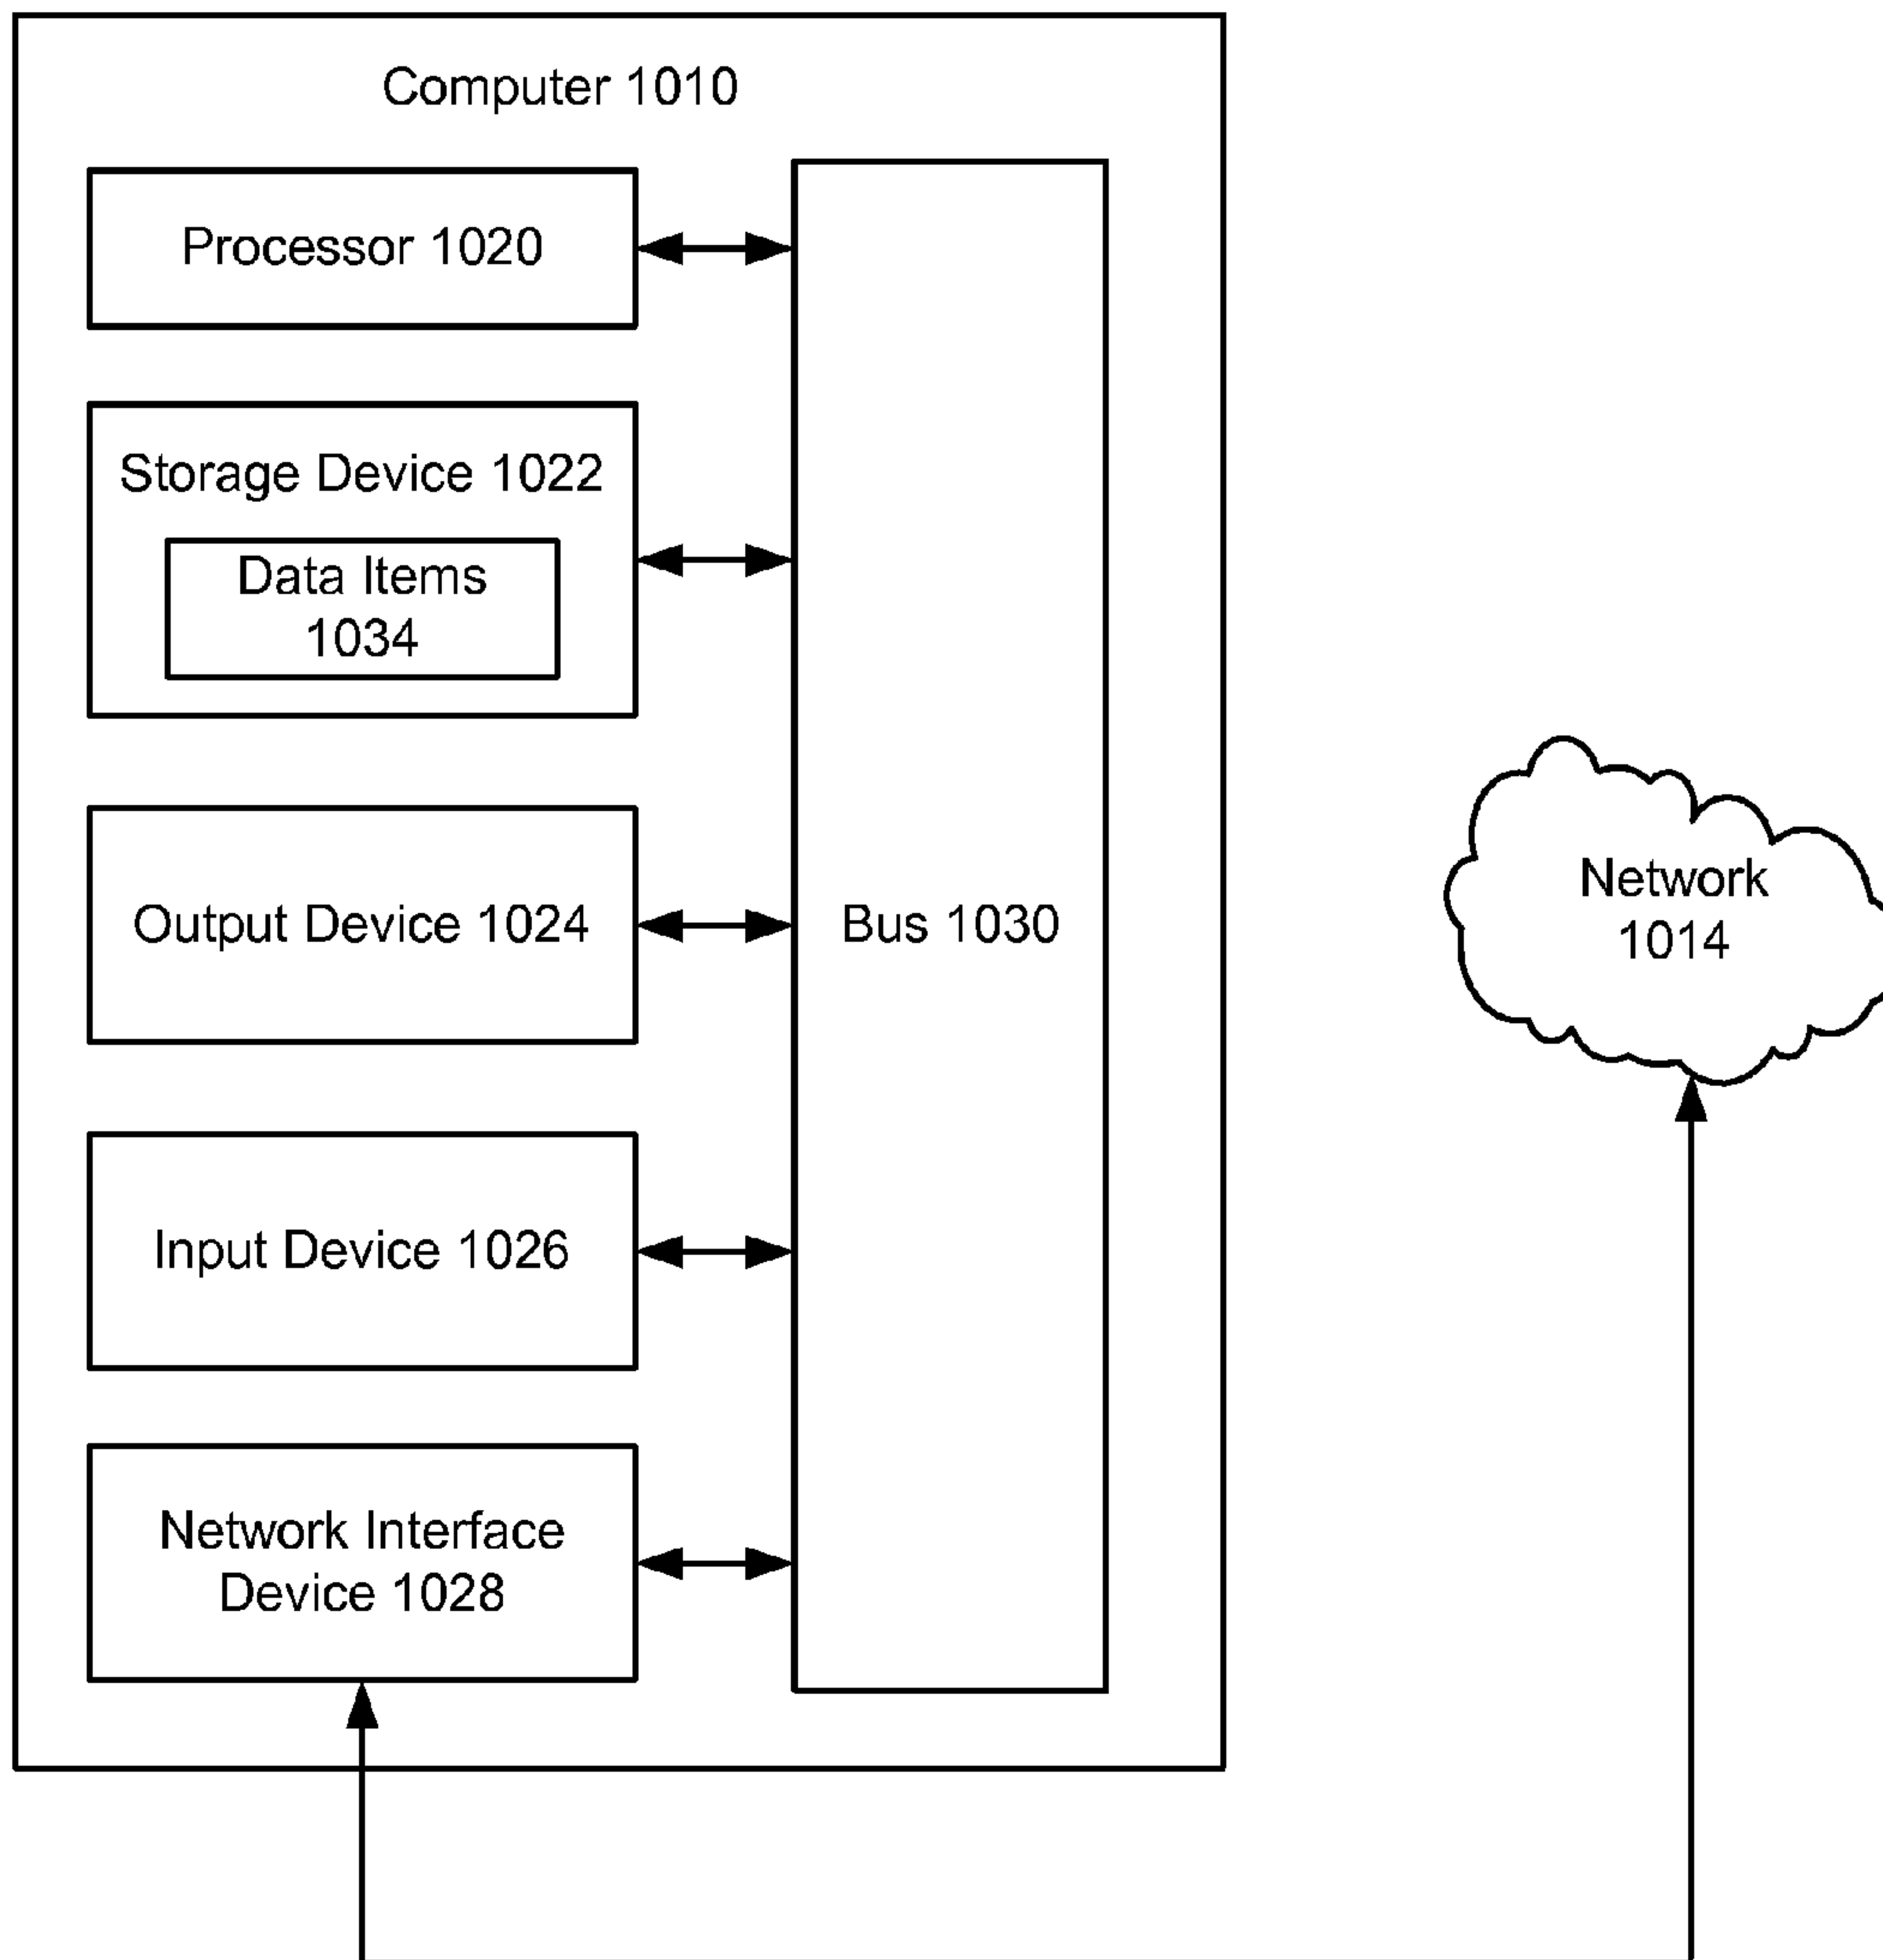 Computer 1010
Processor 1020
Storage Device 1022
Data Items
1034
Output Device 1024
Bus 1030
Network
1014
Input Device 1026
Network Interface
Device 1028